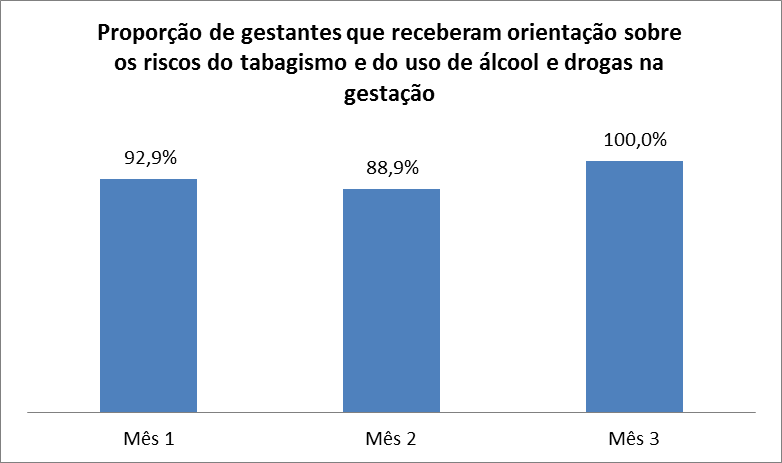 Proporção de gestantes que receberam orientação sobre
os riscos do tabagismo e do uso de álcool e drogas na
gestação
92,9%
88,9%
100,0%
Mês 1
Mês 2
Mês 3